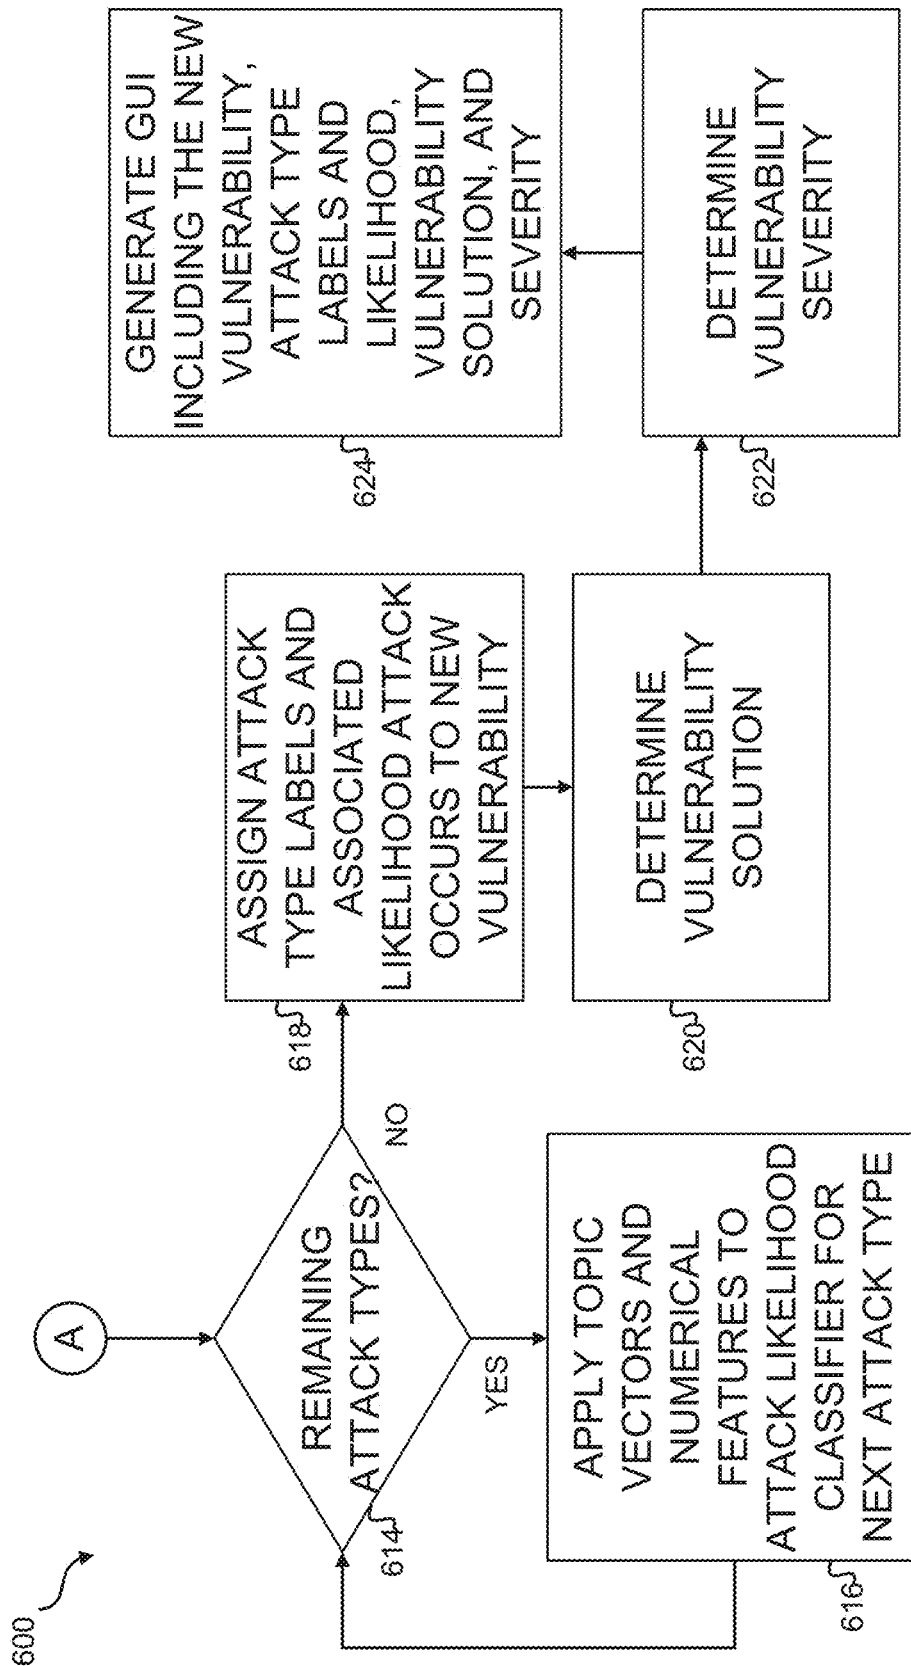 600
A
REMAINING
ATTACK TYPES?
614
YES
NO
APPLY TOPIC
VECTORS AND
NUMERICAL
FEATURES TO
ATTACK LIKELIHOOD
CLASSIFIER FOR
NEXT ATTACK TYPE
616
ASSIGN ATTACK
TYPE LABELS AND
ASSOCIATED
LIKELIHOOD ATTACK
OCCURS TO NEW
VULNERABILITY
618
DETERMINE
VULNERABILITY
SOLUTION
620
DETERMINE
VULNERABILITY
SEVERITY
622
GENERATE GUI
INCLUDING THE NEW
VULNERABILITY,
ATTACK TYPE
LABELS AND
LIKELIHOOD,
VULNERABILITY
SOLUTION, AND
SEVERITY
624